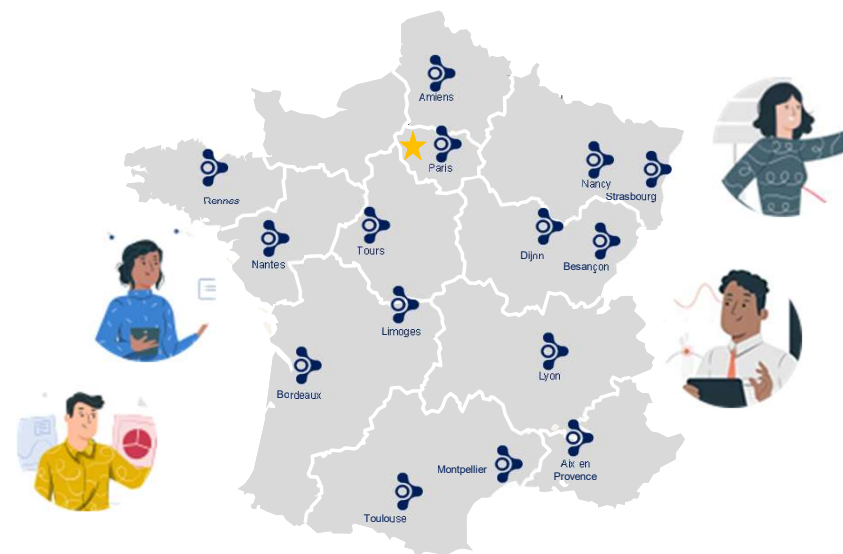 Amiens
Paris
Nancy
Strasbourg
Rennes
Nantes
Tours
Dijon
Besançon
Limoges
Lyon
Bordeaux
Montpellier
Aix en
Provence
Toulouse